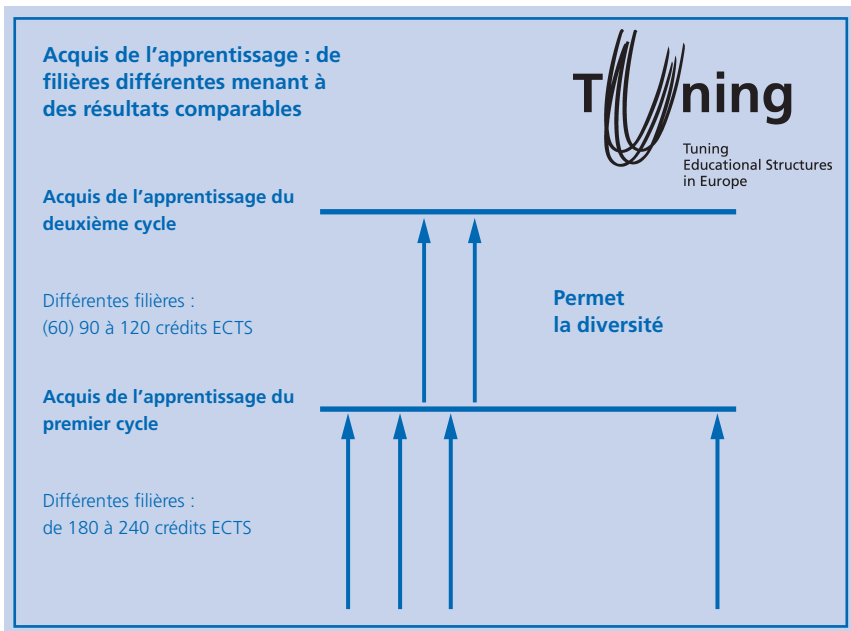 Acquis de l’apprentissage : de
filières différentes menant à
des résultats comparables
Tuning
Tuning
Educational Structures
in Europe
Acquis de l’apprentissage du
deuxième cycle
Différentes filières :
(60) 90 à 120 crédits ECTS
Permet
la diversité
Acquis de l’apprentissage du
premier cycle
Différentes filières :
de 180 à 240 crédits ECTS